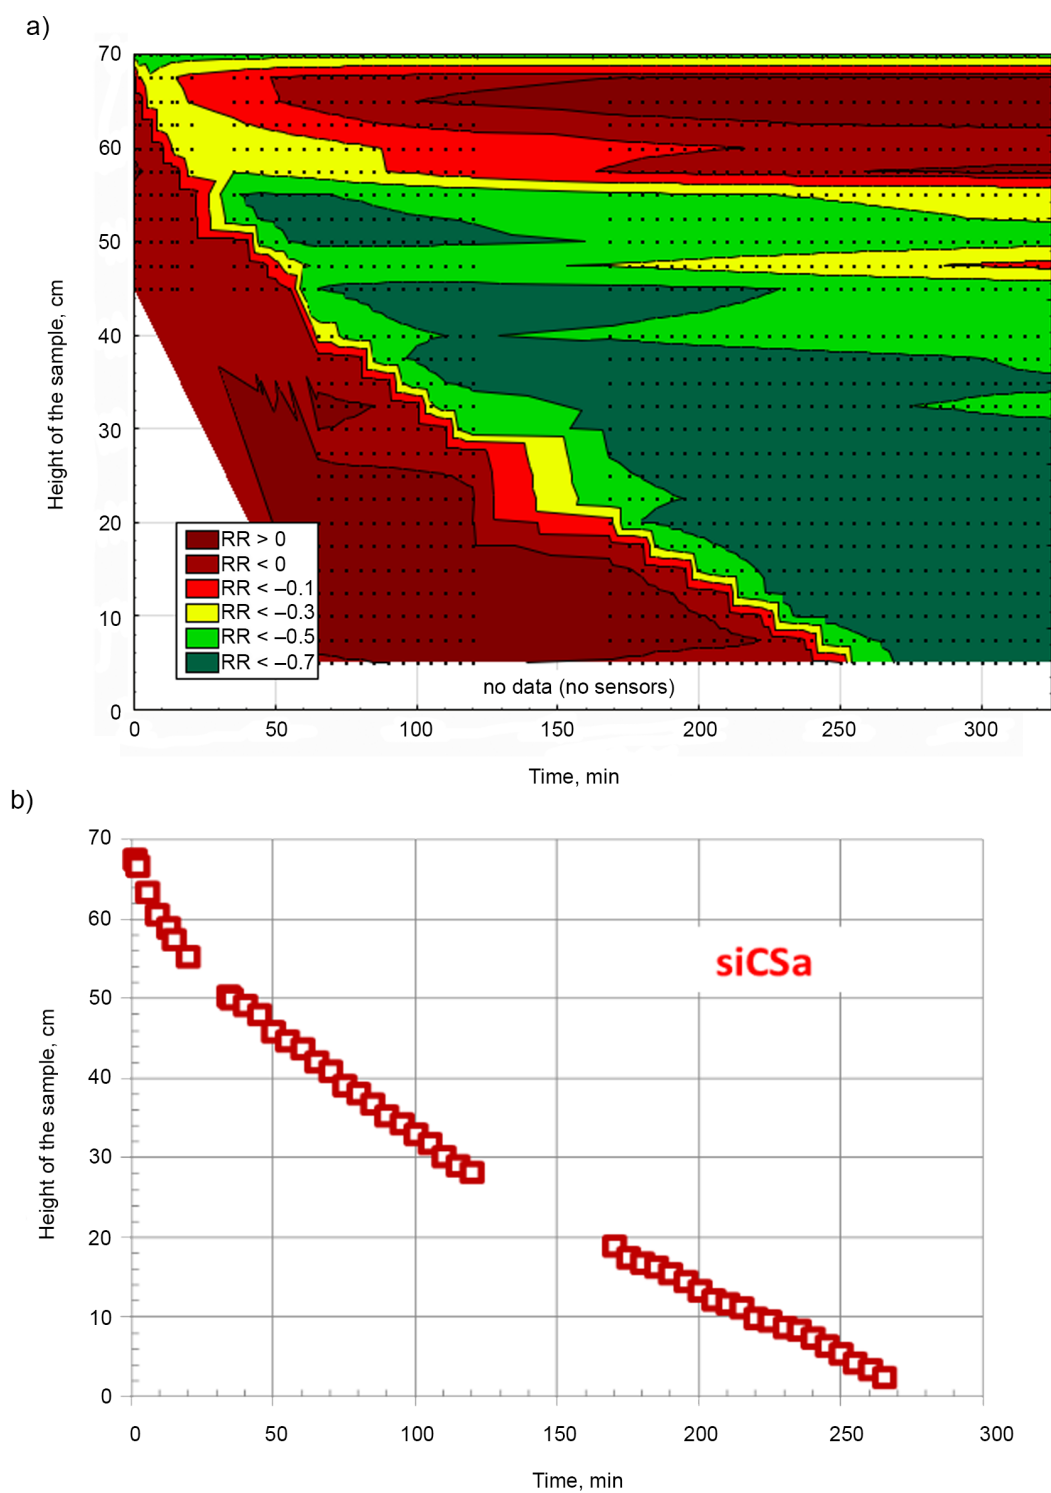 a)
Height of the sample, cm
70
60
50
40
30
20
10
0
RR > 0
RR < 0
RR < –0.1
RR < –0.3
RR < –0.5
RR < –0.7
no data (no sensors)
0 50 100 150 200 250 300
Time, min
b)
Height of the sample, cm
70
60
50
40
30
20
10
0
siCSa
0 50 100 150 200 250 300
Time, min